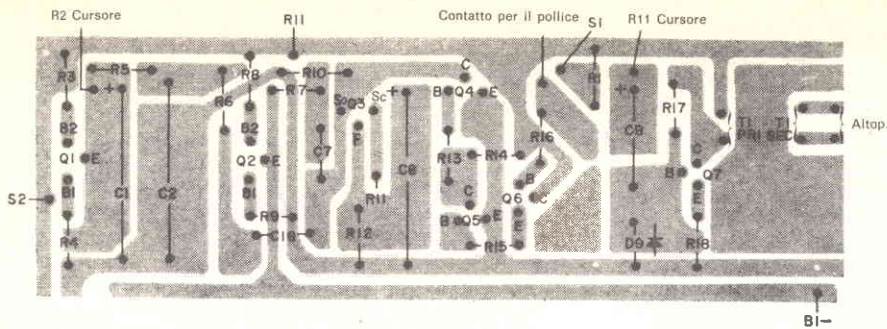 R2 Cursore
R11
Contatto per il pollice
S1
R11 Cursore
R3
R5
R8
R10
R7
R6
C
Q4
E
B
Q3
Sc
R1
R17
C9
B2
Q1
E
B1
S2
R4
C1
C2
B2
Q2
E
B1
R9
C10
C7
E
R11
R12
C8
R13
R14
R16
C
B
Q5
E
R15
B
Q6
C
E
D9
R18
B
C
Q7
E
T1
PRI
T1
SEC
Altop.
B1-